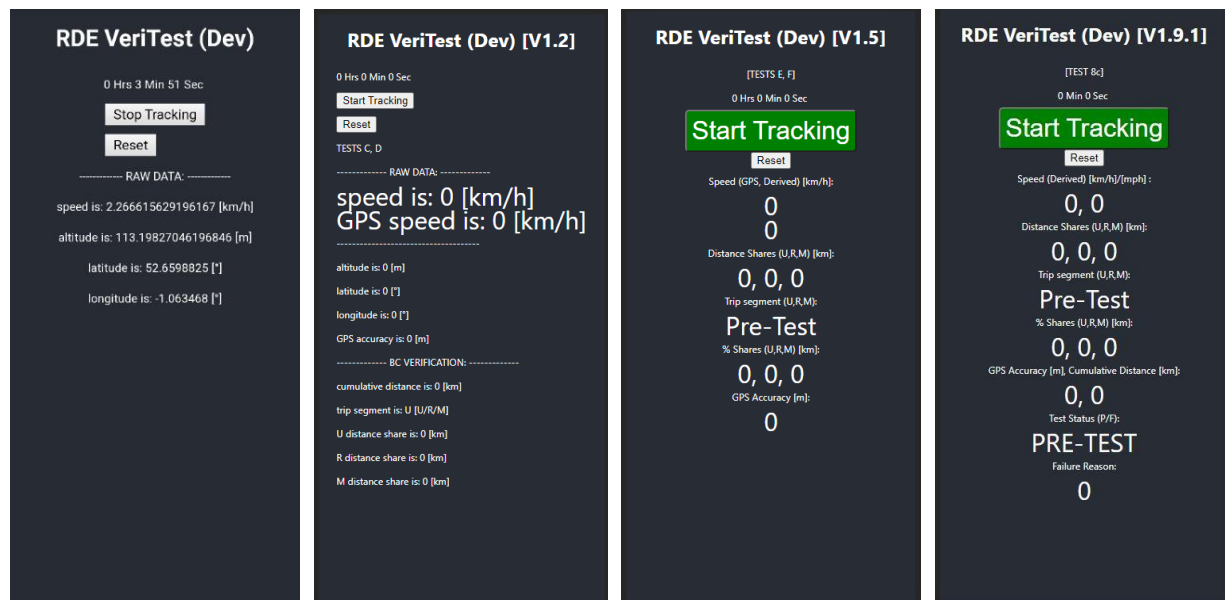 RDE VeriTest (Dev)
0 Hrs 3 Min 51 Sec
Stop Tracking
Reset
------------ RAW DATA: ------------
speed is: 2.266615629196167 [km/h]
altitude is: 113.19827046196846 [m]
latitude is: 52.6598825 [°]
longitude is: -1.063468 [°]
RDE VeriTest (Dev) [V1.2]
0 Hrs 0 Min 0 Sec
Start Tracking
Reset
TESTS C, D
------------- RAW DATA: -------------
speed is: 0 [km/h]
GPS speed is: 0 [km/h]
-------------------------------------
altitude is: 0 [m]
latitude is: 0 [°]
longitude is: 0 [°]
GPS accuracy is: 0 [m]
------------- BC VERIFICATION: -------------
cumulative distance is: 0 [km]
trip segment is: U [U/R/M]
U distance share is: 0 [km]
R distance share is: 0 [km]
M distance share is: 0 [km]
RDE VeriTest (Dev) [V1.5]
[TESTS E, F]
0 Hrs 0 Min 0 Sec
Start Tracking
Reset
Speed (GPS, Derived) [km/h]:
0
0
Distance Shares (U,R,M) [km]:
0, 0, 0
Trip segment (U,R,M):
Pre-Test
% Shares (U,R,M) [km]:
0, 0, 0
GPS Accuracy [m]:
0
RDE VeriTest (Dev) [V1.9.1]
[TEST 8c]
0 Min 0 Sec
Start Tracking
Reset
Speed (Derived) [km/h]/[mph] :
0, 0
Distance Shares (U,R,M) [km]:
0, 0, 0
Trip segment (U,R,M):
Pre-Test
% Shares (U,R,M) [km]:
0, 0, 0
GPS Accuracy [m], Cumulative Distance [km]:
0, 0
Test Status (P/F):
PRE-TEST
Failure Reason:
0